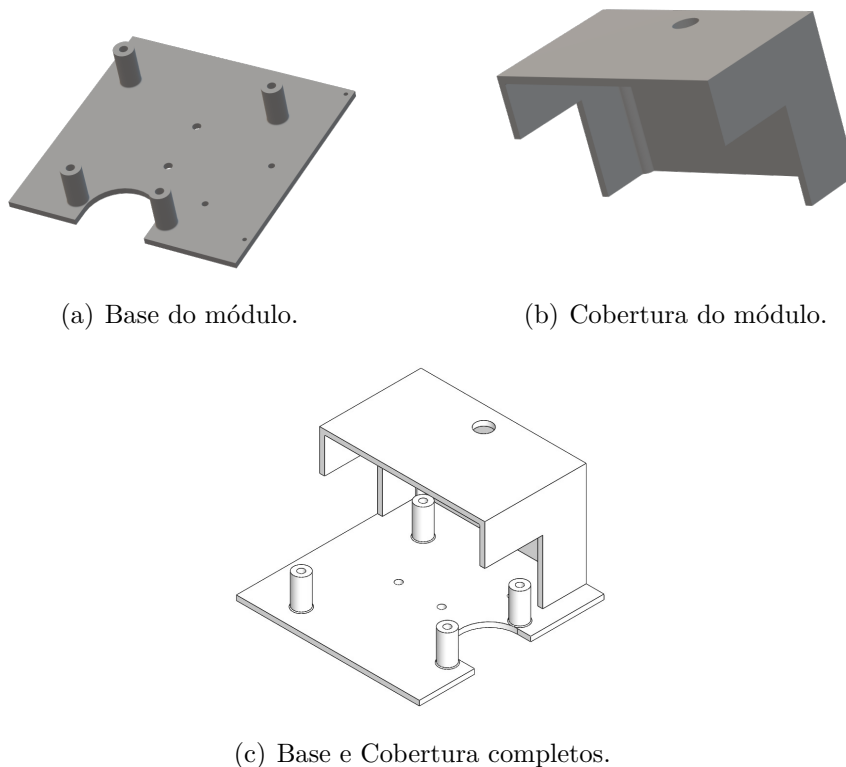 (a) Base do módulo.
(b) Cobertura do módulo.
(c) Base e Cobertura completos.